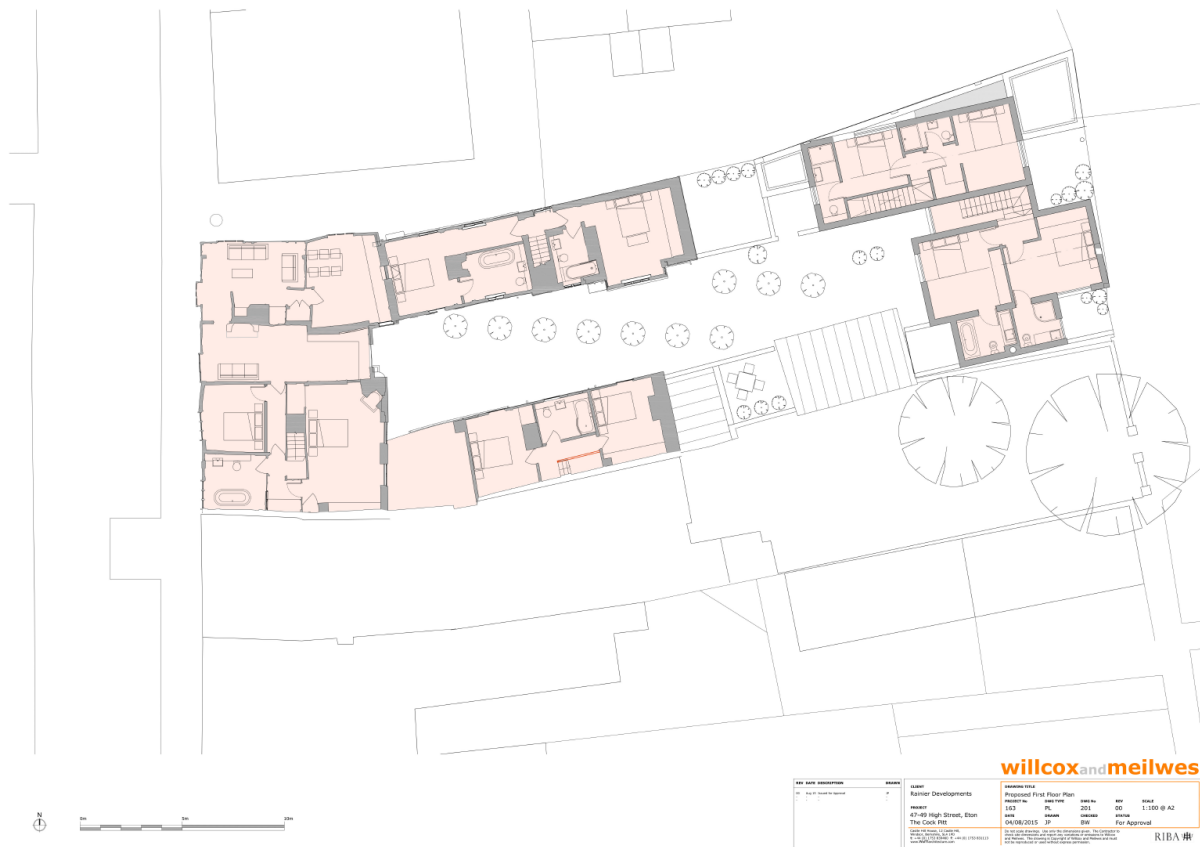 N
0m
5m
10m
willcoxandmeilwes
REV DATE DESCRIPTION DRAWN
CLIENT
Rainier Developments
PROJECT
47-49 High Street, Eton
The Cock Pitt
DRAWING TITLE
Proposed First Floor Plan
PROJECT No DWG TYPE DWG No REV SCALE
163 PL 201 00 1:100 @ A2
DATE DRAWN CHECKED STATUS
04/08/2015 JP BW For Approval
RIBA